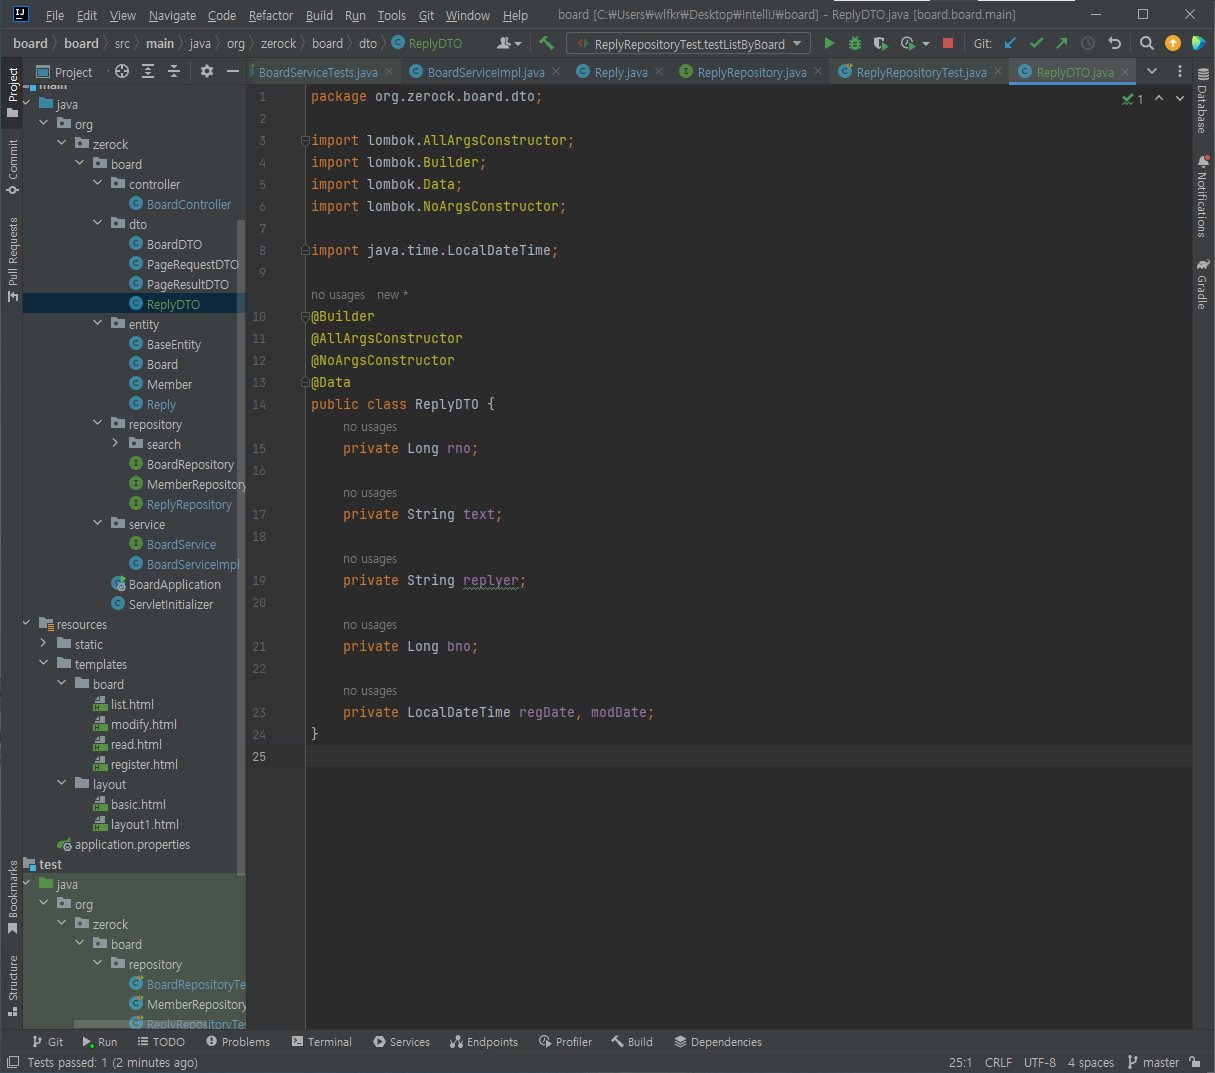 File Edit View Navigate Code Refactor Build Run Tools Git Window Help board [C:₩Users₩wlfkr₩Desktop₩IntelliJ₩board] - ReplyDTO.java [board.board.main]
board board src main java org zerock board dto ReplyDTO ReplyRepositoryTest.testListByBoard Git:
Project BoardServiceTests.java BoardServiceImpl.java Reply.java ReplyRepository.java ReplyRepositoryTest.java ReplyDTO.java
Project
Commit
Pull Requests
Bookmarks
Structure
main
java
org
zerock
board
controller
BoardController
dto
BoardDTO
PageRequestDTO
PageResultDTO
ReplyDTO
entity
BaseEntity
Board
Member
Reply
repository
search
BoardRepository
MemberRepository
ReplyRepository
service
BoardService
BoardServiceImpl
BoardApplication
ServletInitializer
resources
static
templates
board
list.html
modify.html
read.html
register.html
layout
basic.html
layout1.html
application.properties
test
java
org
zerock
board
repository
BoardRepositoryTe
MemberRepository
ReplyRepositoryTes
1 package org.zerock.board.dto;
2
3 import lombok.AllArgsConstructor;
4 import lombok.Builder;
5 import lombok.Data;
6 import lombok.NoArgsConstructor;
7
8 import java.time.LocalDateTime;
9
no usages new *
10 @Builder
11 @AllArgsConstructor
12 @NoArgsConstructor
13 @Data
14 public class ReplyDTO {
no usages
15 private Long rno;
16
no usages
17 private String text;
18
no usages
19 private String replyer;
20
no usages
21 private Long bno;
22
no usages
23 private LocalDateTime regDate, modDate;
24 }
25
1
Database
Notifications
Gradle
Git Run TODO Problems Terminal Services Endpoints Profiler Build Dependencies
Tests passed: 1 (2 minutes ago) 25:1 CRLF UTF-8 4 spaces master